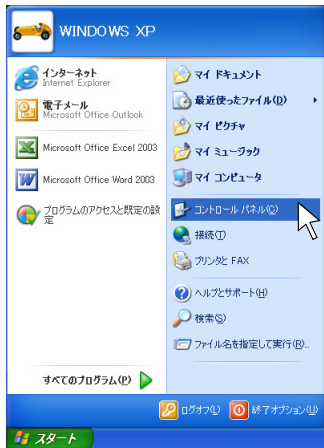 WINDOWS XP
インターネット
Internet Explorer
電子メール
Microsoft Office Outlook
Microsoft Office Excel 2003
Microsoft Office Word 2003
プログラムのアクセスと既定の設
定
すべてのプログラム(P)
マイ ドキュメント
最近使ったファイル(D)
マイ ピクチャ
マイ ミュージック
マイ コンピュータ
コントロール パネル(C)
接続(T)
プリンタと FAX
ヘルプとサポート(H)
検索(S)
ファイル名を指定して実行(R)...
ログオフ(L)
終了オプション(U)
スタート